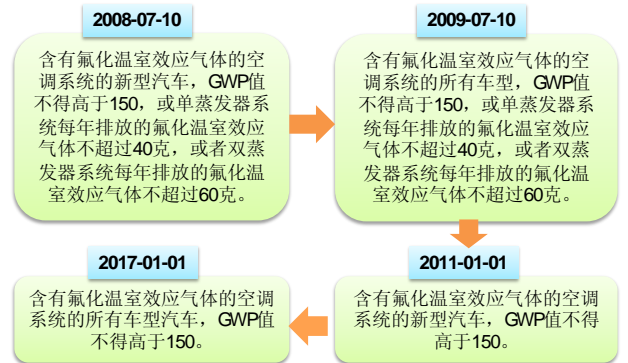 2008-07-10
含有氟化温室效应气体的空
调系统的新型汽车，GWP值
不得高于150，或单蒸发器系
统每年排放的氟化温室效应
气体不超过40克，或者双蒸
发器系统每年排放的氟化温
室效应气体不超过60克。
2009-07-10
含有氟化温室效应气体的空
调系统的所有车型，GWP值
不得高于150，或单蒸发器系
统每年排放的氟化温室效应
气体不超过40克，或者双蒸
发器系统每年排放的氟化温
室效应气体不超过60克。
2011-01-01
含有氟化温室效应气体的空调
系统的新型汽车，GWP值不得
高于150。
2017-01-01
含有氟化温室效应气体的空调
系统的所有车型汽车，GWP值
不得高于150。